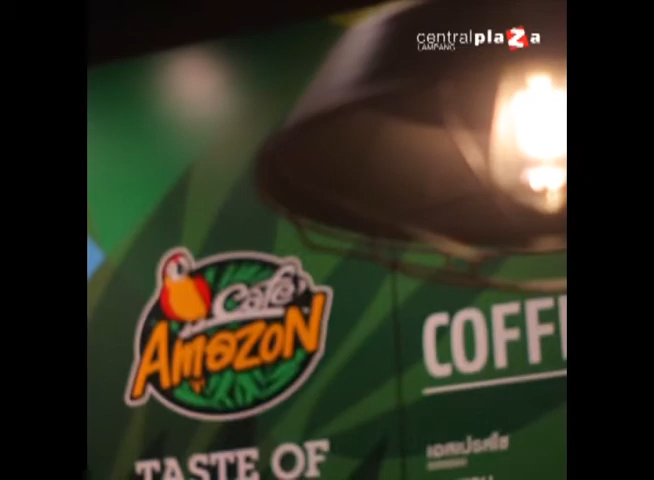 centralplaza
LAMPANG
Café
Amazon
TASTE OF
COFF
เอสเปรสโซ